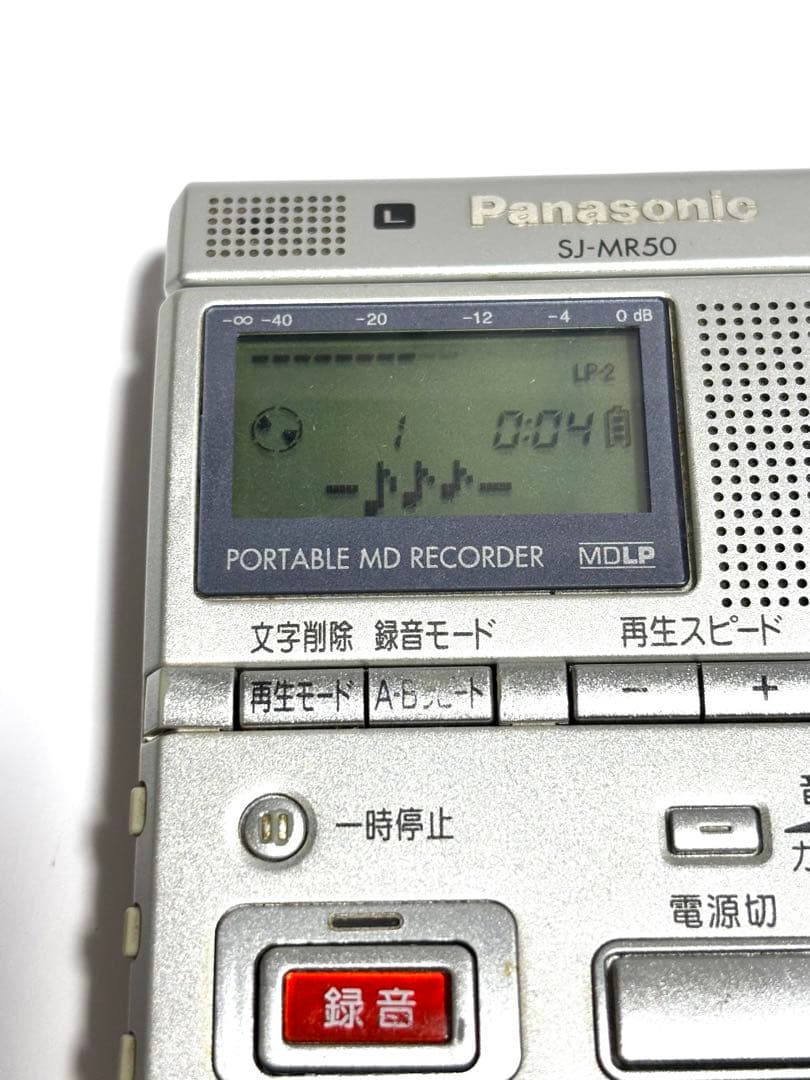 L Panasonic
SJ-MR50
-∞ -40 -20 -12 -4 0 dB
LP-2
1 0:04
-♪♪♪-
PORTABLE MD RECORDER MDLP
文字削除 録音モード 再生スピード
再生モード A-Bリピート - +
一時停止 -
電源切
録音